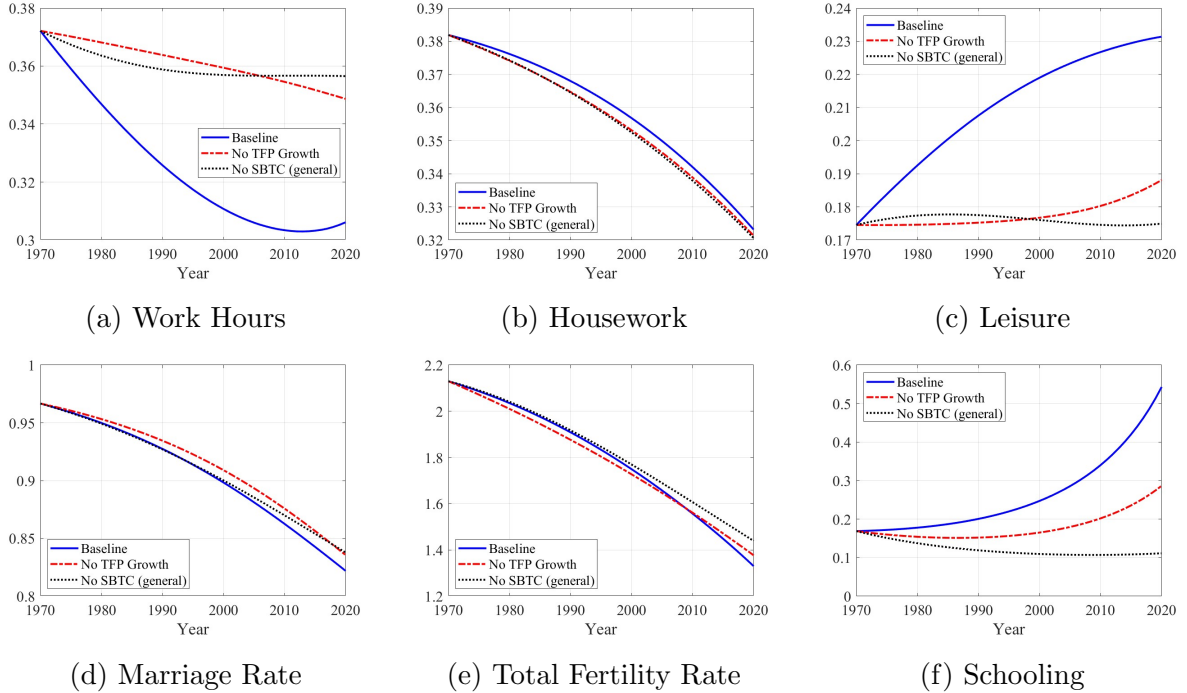 0.38
0.36
0.34
0.32
0.3
1970 1980 1990 2000 2010 2020
Year
Baseline
No TFP Growth
No SBTC (general)
(a) Work Hours
0.39
0.38
0.37
0.36
0.35
0.34
0.33
0.32
1970 1980 1990 2000 2010 2020
Year
Baseline
No TFP Growth
No SBTC (general)
(b) Housework
0.24
0.23
0.22
0.21
0.2
0.19
0.18
0.17
1970 1980 1990 2000 2010 2020
Year
Baseline
No TFP Growth
No SBTC (general)
(c) Leisure
1
0.95
0.9
0.85
0.8
1970 1980 1990 2000 2010 2020
Year
Baseline
No TFP Growth
No SBTC (general)
(d) Marriage Rate
2.2
2
1.8
1.6
1.4
1.2
1970 1980 1990 2000 2010 2020
Year
Baseline
No TFP Growth
No SBTC (general)
(e) Total Fertility Rate
0.6
0.5
0.4
0.3
0.2
0.1
0
1970 1980 1990 2000 2010 2020
Year
Baseline
No TFP Growth
No SBTC (general)
(f) Schooling